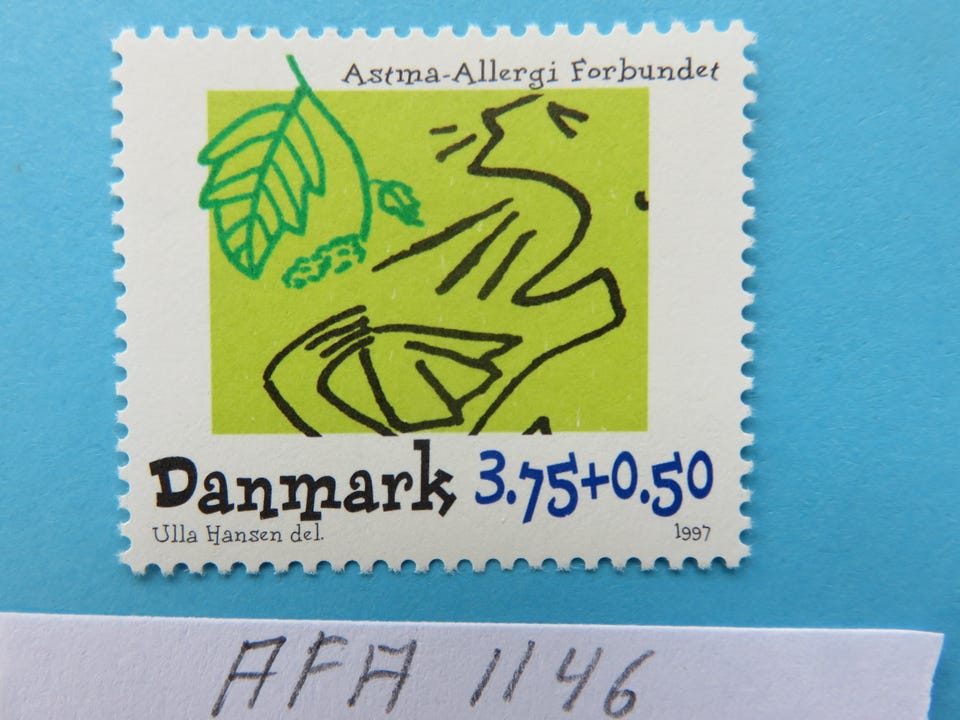 Astma-Allergi Forbundet
Danmark 3.75+0.50
Ulla Hansen del. 1997
AFA 1146